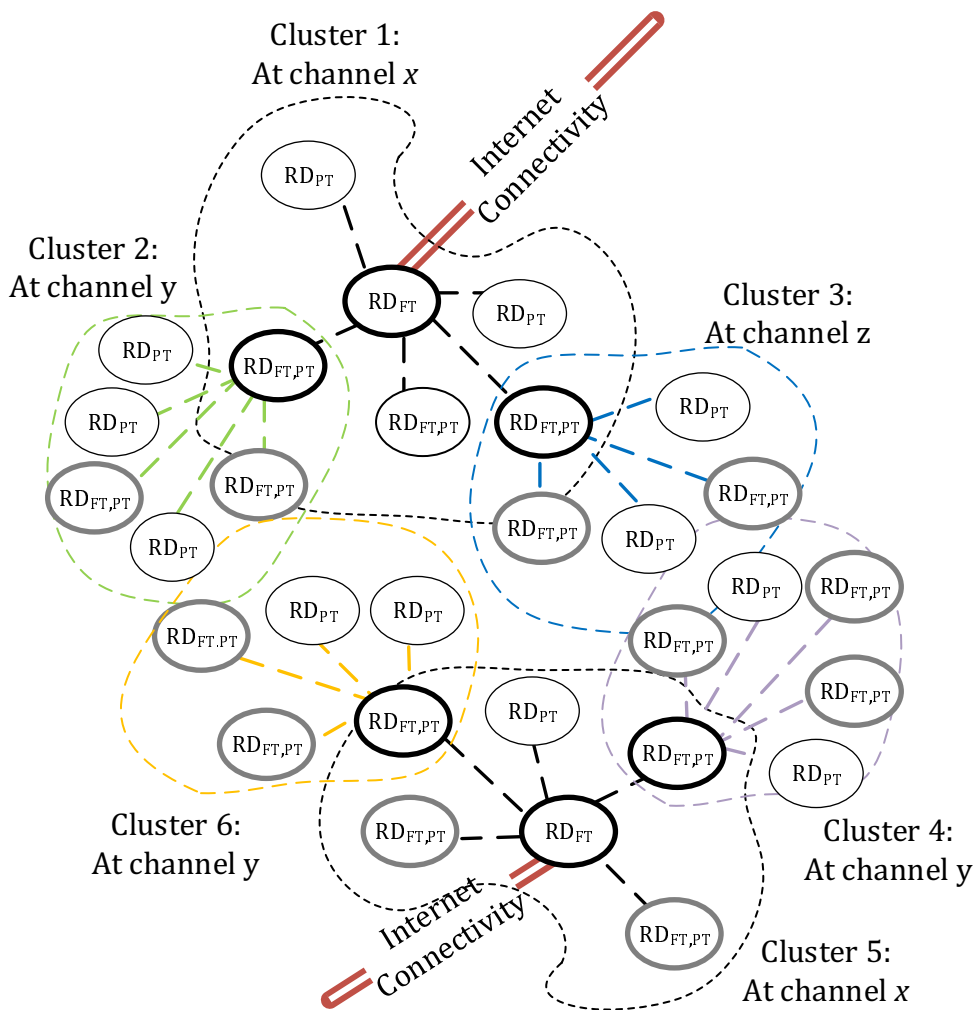 Cluster 1:
At channel x
Internet
Connectivity
RDPT
Cluster 2:
At channel y
RDFT
RDPT
Cluster 3:
At channel z
RDPT
RDFT,PT
RDPT
RDFT,PT
RDFT,PT
RDPT
RDFT,PT
RDFT,PT
RDFT,PT
RDFT,PT
RDPT
RDPT
RDPT
RDFT,PT
RDPT
RDPT
RDFT.PT
RDFT,PT
RDFT,PT
RDFT,PT
RDPT
RDFT,PT
RDFT,PT
RDFT,PT
RDPT
RDFT,PT
RDFT
Cluster 6:
At channel y
Cluster 4:
At channel y
Internet
Connectivity
RDFT,PT
Cluster 5:
At channel x